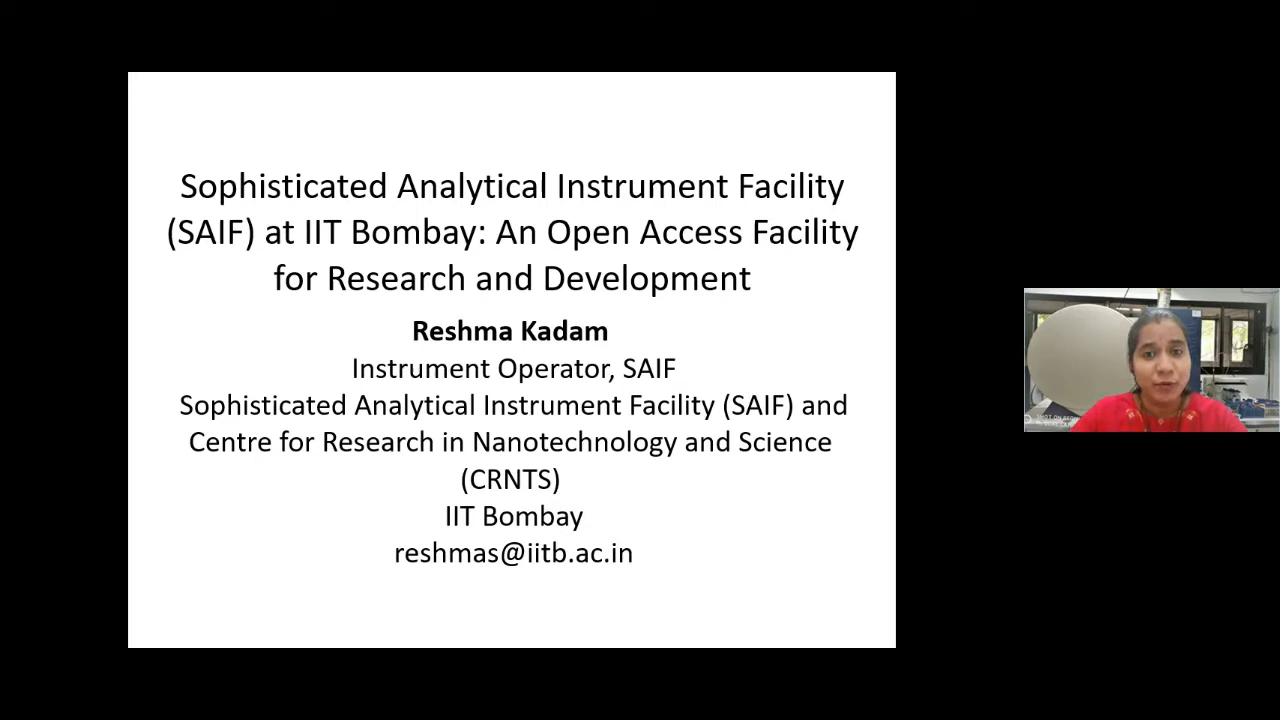 Sophisticated Analytical Instrument Facility
(SAIF) at IIT Bombay: An Open Access Facility
for Research and Development
Reshma Kadam
Instrument Operator, SAIF
Sophisticated Analytical Instrument Facility (SAIF) and
Centre for Research in Nanotechnology and Science
(CRNTS)
IIT Bombay
reshmas@iitb.ac.in
SHOT ON